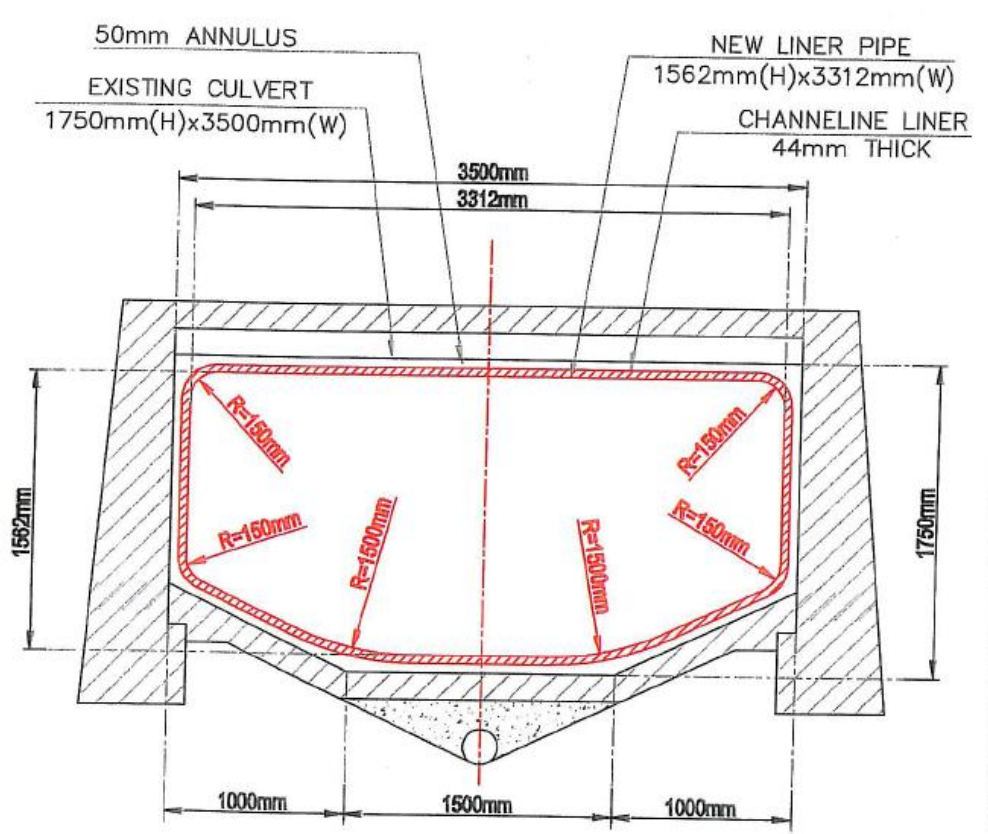 50mm ANNULUS
NEW LINER PIPE
1562mm(H)x3312mm(W)
EXISTING CULVERT
1750mm(H)x3500mm(W)
CHANNELINE LINER
44mm THICK
3500mm
3312mm
R=150mm
R=150mm
1562mm
R=150mm
R=1500mm
R=1500mm
R=150mm
1750mm
1000mm
1500mm
1000mm